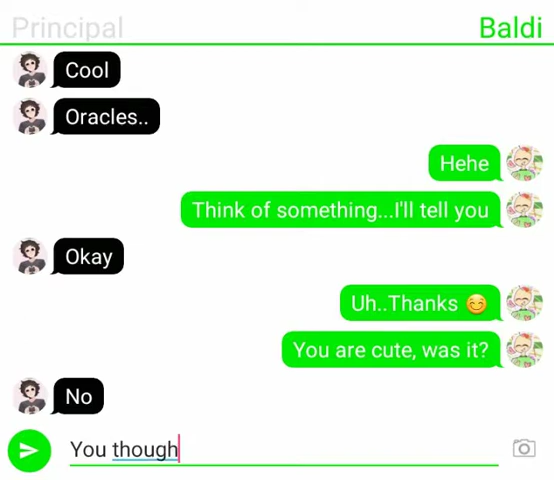 Principal
Baldi
Cool
Oracles..
Hehe
Think of something...I'll tell you
Okay
Uh..Thanks 😊
You are cute, was it?
No
You though